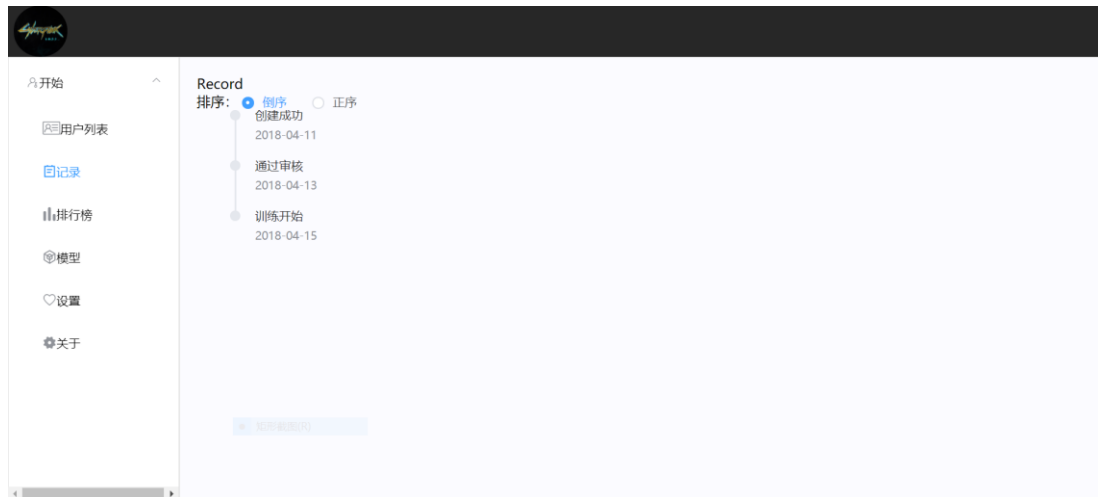 开始
用户列表
记录
排行榜
模型
设置
关于
Record
排序： 倒序 正序
创建成功
2018-04-11
通过审核
2018-04-13
训练开始
2018-04-15